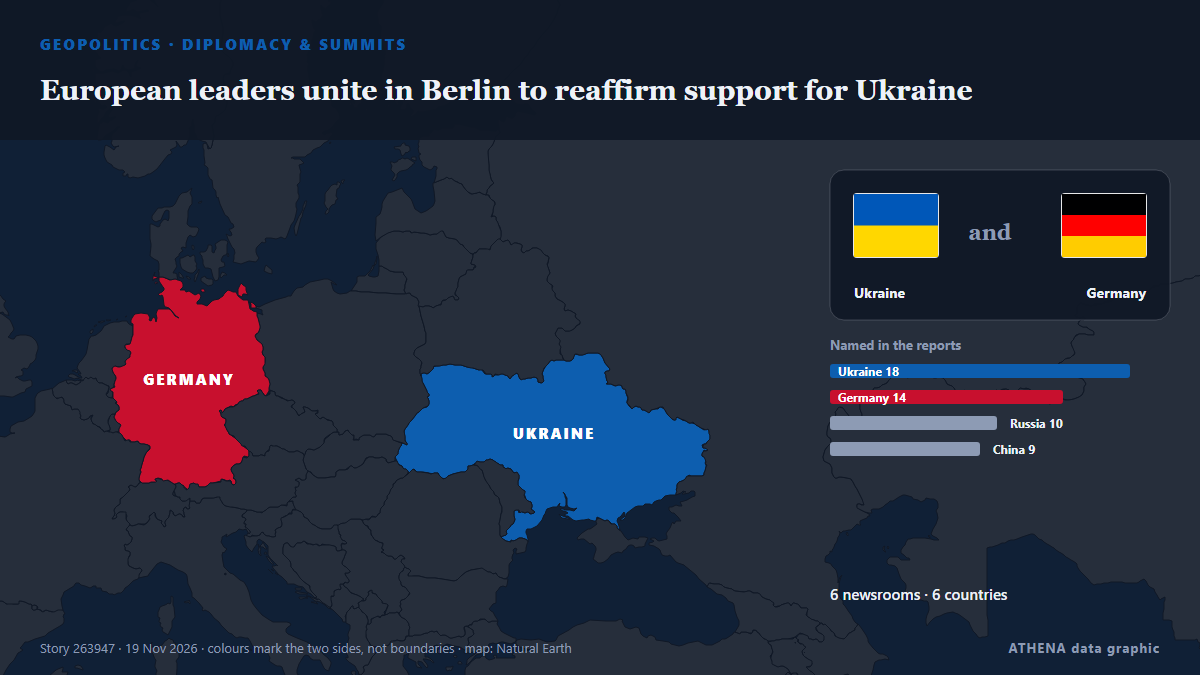 GEOPOLITICS · DIPLOMACY & SUMMITS
European leaders unite in Berlin to reaffirm support for Ukraine
and
Ukraine
Germany
GERMANY
UKRAINE
Named in the reports
Ukraine 18
Germany 14
Russia 10
China 9
6 newsrooms · 6 countries
Story 263947 · 19 Nov 2026 · colours mark the two sides, not boundaries · map: Natural Earth
ATHENA data graphic